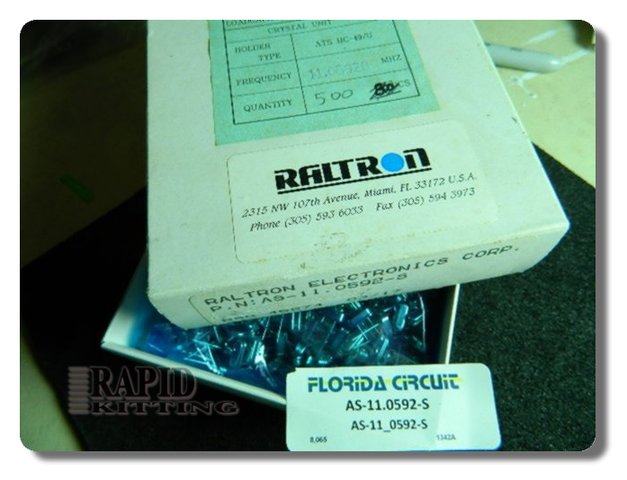 CRYSTAL UNIT
HOLDER TYPE
ATS HC-49/U
FREQUENCY
MHZ
QUANTITY
500
RALTRON
2315 NW 107th Avenue, Miami, FL 33172 U.S.A.
Phone (305) 593 6033 Fax (305) 594 3973
RALTRON ELECTRONICS CORP.
P.N:AS-11.0592-S
RAPID
KITTING
FLORIDA CIRCUIT
AS-11.0592-S
AS-11_0592-S
8,065 1342A